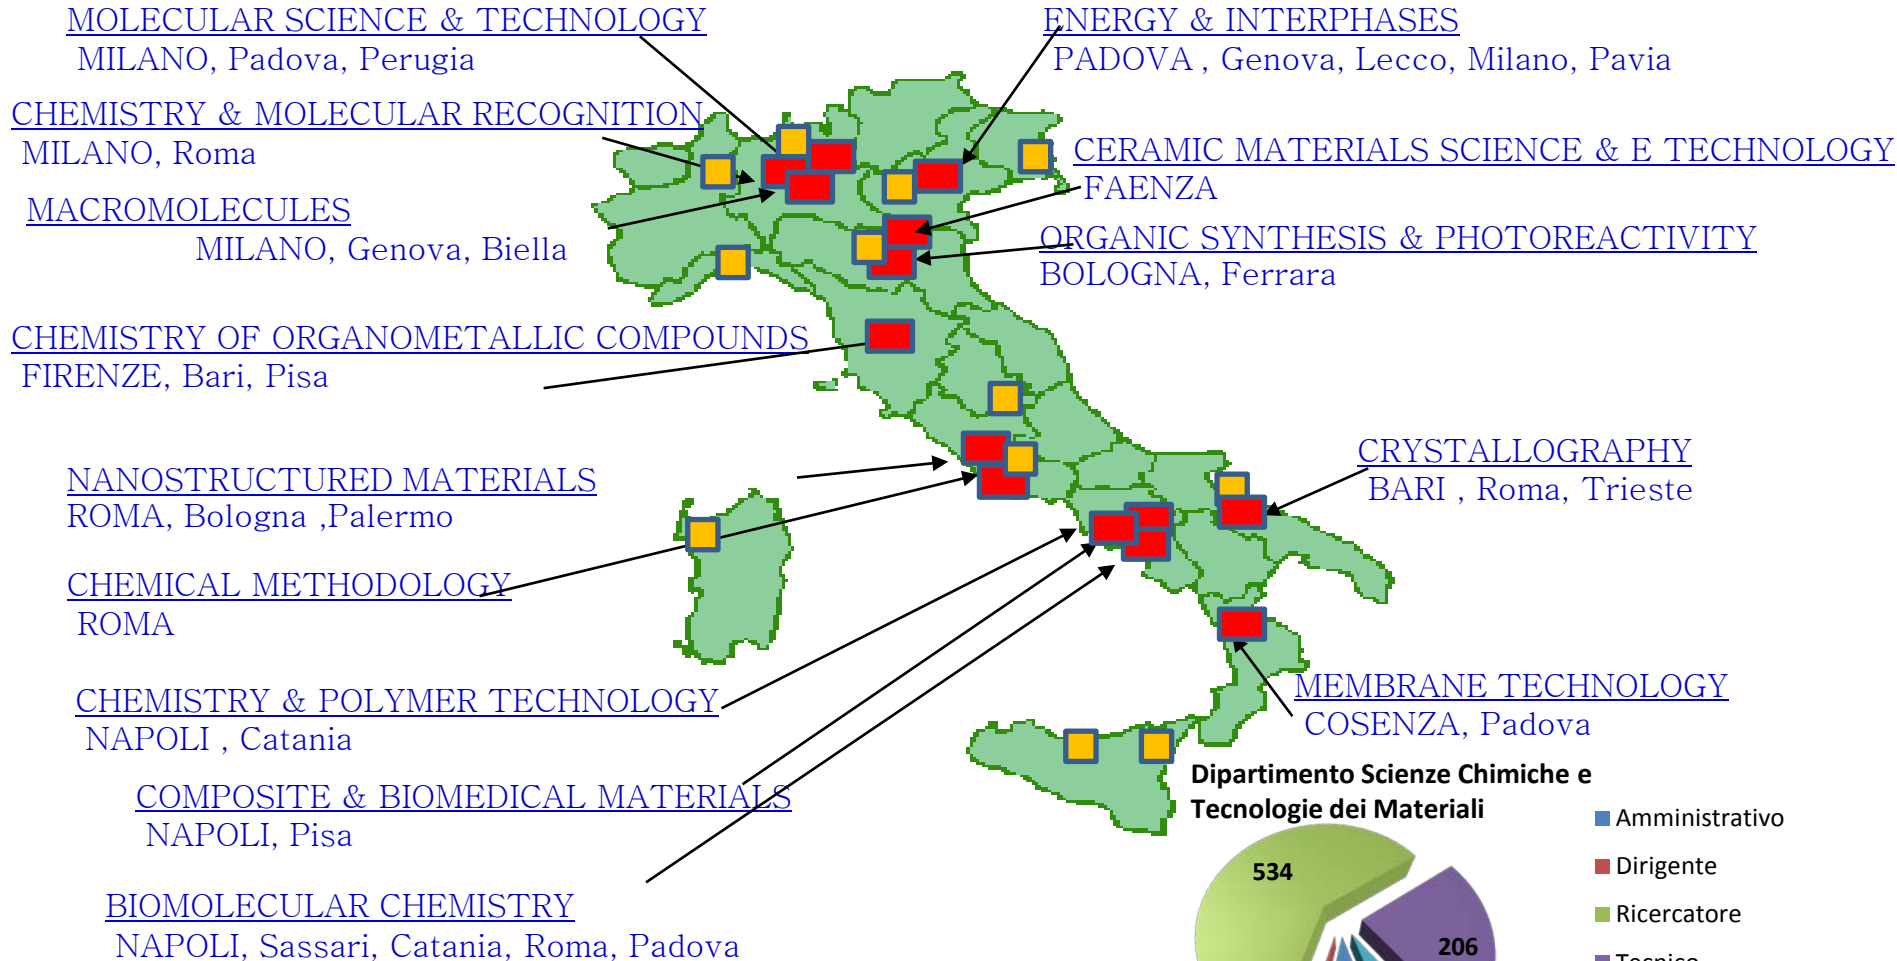 MOLECULAR SCIENCE & TECHNOLOGY
MILANO, Padova, Perugia
CHEMISTRY & MOLECULAR RECOGNITION
MILANO, Roma
MACROMOLECULES
MILANO, Genova, Biella
CHEMISTRY OF ORGANOMETALLIC COMPOUNDS
FIRENZE, Bari, Pisa
NANOSTRUCTURED MATERIALS
ROMA, Bologna ,Palermo
CHEMICAL METHODOLOGY
ROMA
CHEMISTRY & POLYMER TECHNOLOGY
NAPOLI , Catania
COMPOSITE & BIOMEDICAL MATERIALS
NAPOLI, Pisa
BIOMOLECULAR CHEMISTRY
NAPOLI, Sassari, Catania, Roma, Padova
ENERGY & INTERPHASES
PADOVA , Genova, Lecco, Milano, Pavia
CERAMIC MATERIALS SCIENCE & E TECHNOLOGY
FAENZA
ORGANIC SYNTHESIS & PHOTOREACTIVITY
BOLOGNA, Ferrara
CRYSTALLOGRAPHY
BARI , Roma, Trieste
MEMBRANE TECHNOLOGY
COSENZA, Padova
Dipartimento Scienze Chimiche e
Tecnologie dei Materiali
534
206
Amministrativo
Dirigente
Ricercatore
Tecnico